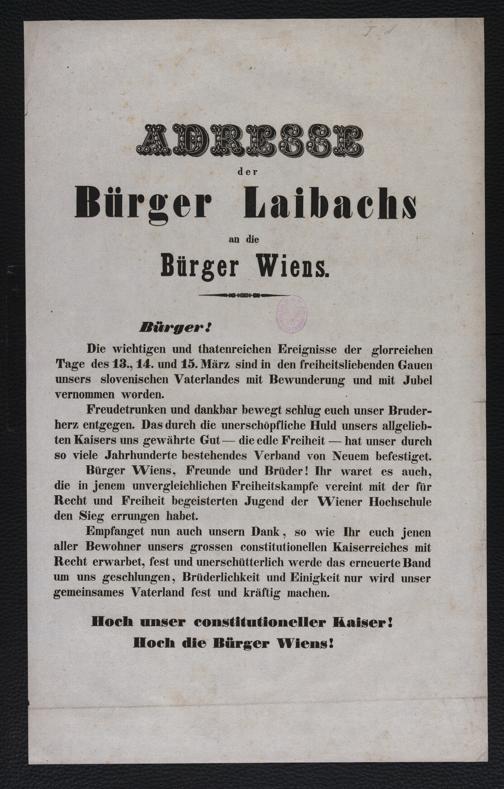 ADRESSE
der
Bürger Laibachs
an die
Bürger Wiens.
Bürger!
Die wichtigen und thatenreichen Ereignisse der glorreichen
Tage des 13., 14. und 15. März sind in den freiheitsliebenden Gauen
unsers slovenischen Vaterlandes mit Bewunderung und mit Jubel
vernommen worden.
Freudetrunken und dankbar bewegt schlug euch unser Bruder-
herz entgegen. Das durch die unerschöpfliche Huld unsers allgelieb-
ten Kaisers uns gewährte Gut — die edle Freiheit — hat unser durch
so viele Jahrhunderte bestehendes Verband von Neuem befestiget.
Bürger Wiens, Freunde und Brüder! Ihr waret es auch,
die in jenem unvergleichlichen Freiheitskampfe vereint mit der für
Recht und Freiheit begeisterten Jugend der Wiener Hochschule
den Sieg errungen habet.
Empfanget nun auch unsern Dank, so wie Ihr euch jenen
aller Bewohner unsers grossen constitutionellen Kaiserreiches mit
Recht erwarbet, fest und unerschütterlich werde das erneuerte Band
um uns geschlungen, Brüderlichkeit und Einigkeit nur wird unser
gemeinsames Vaterland fest und kräftig machen.
Hoch unser constitutioneller Kaiser!
Hoch die Bürger Wiens!